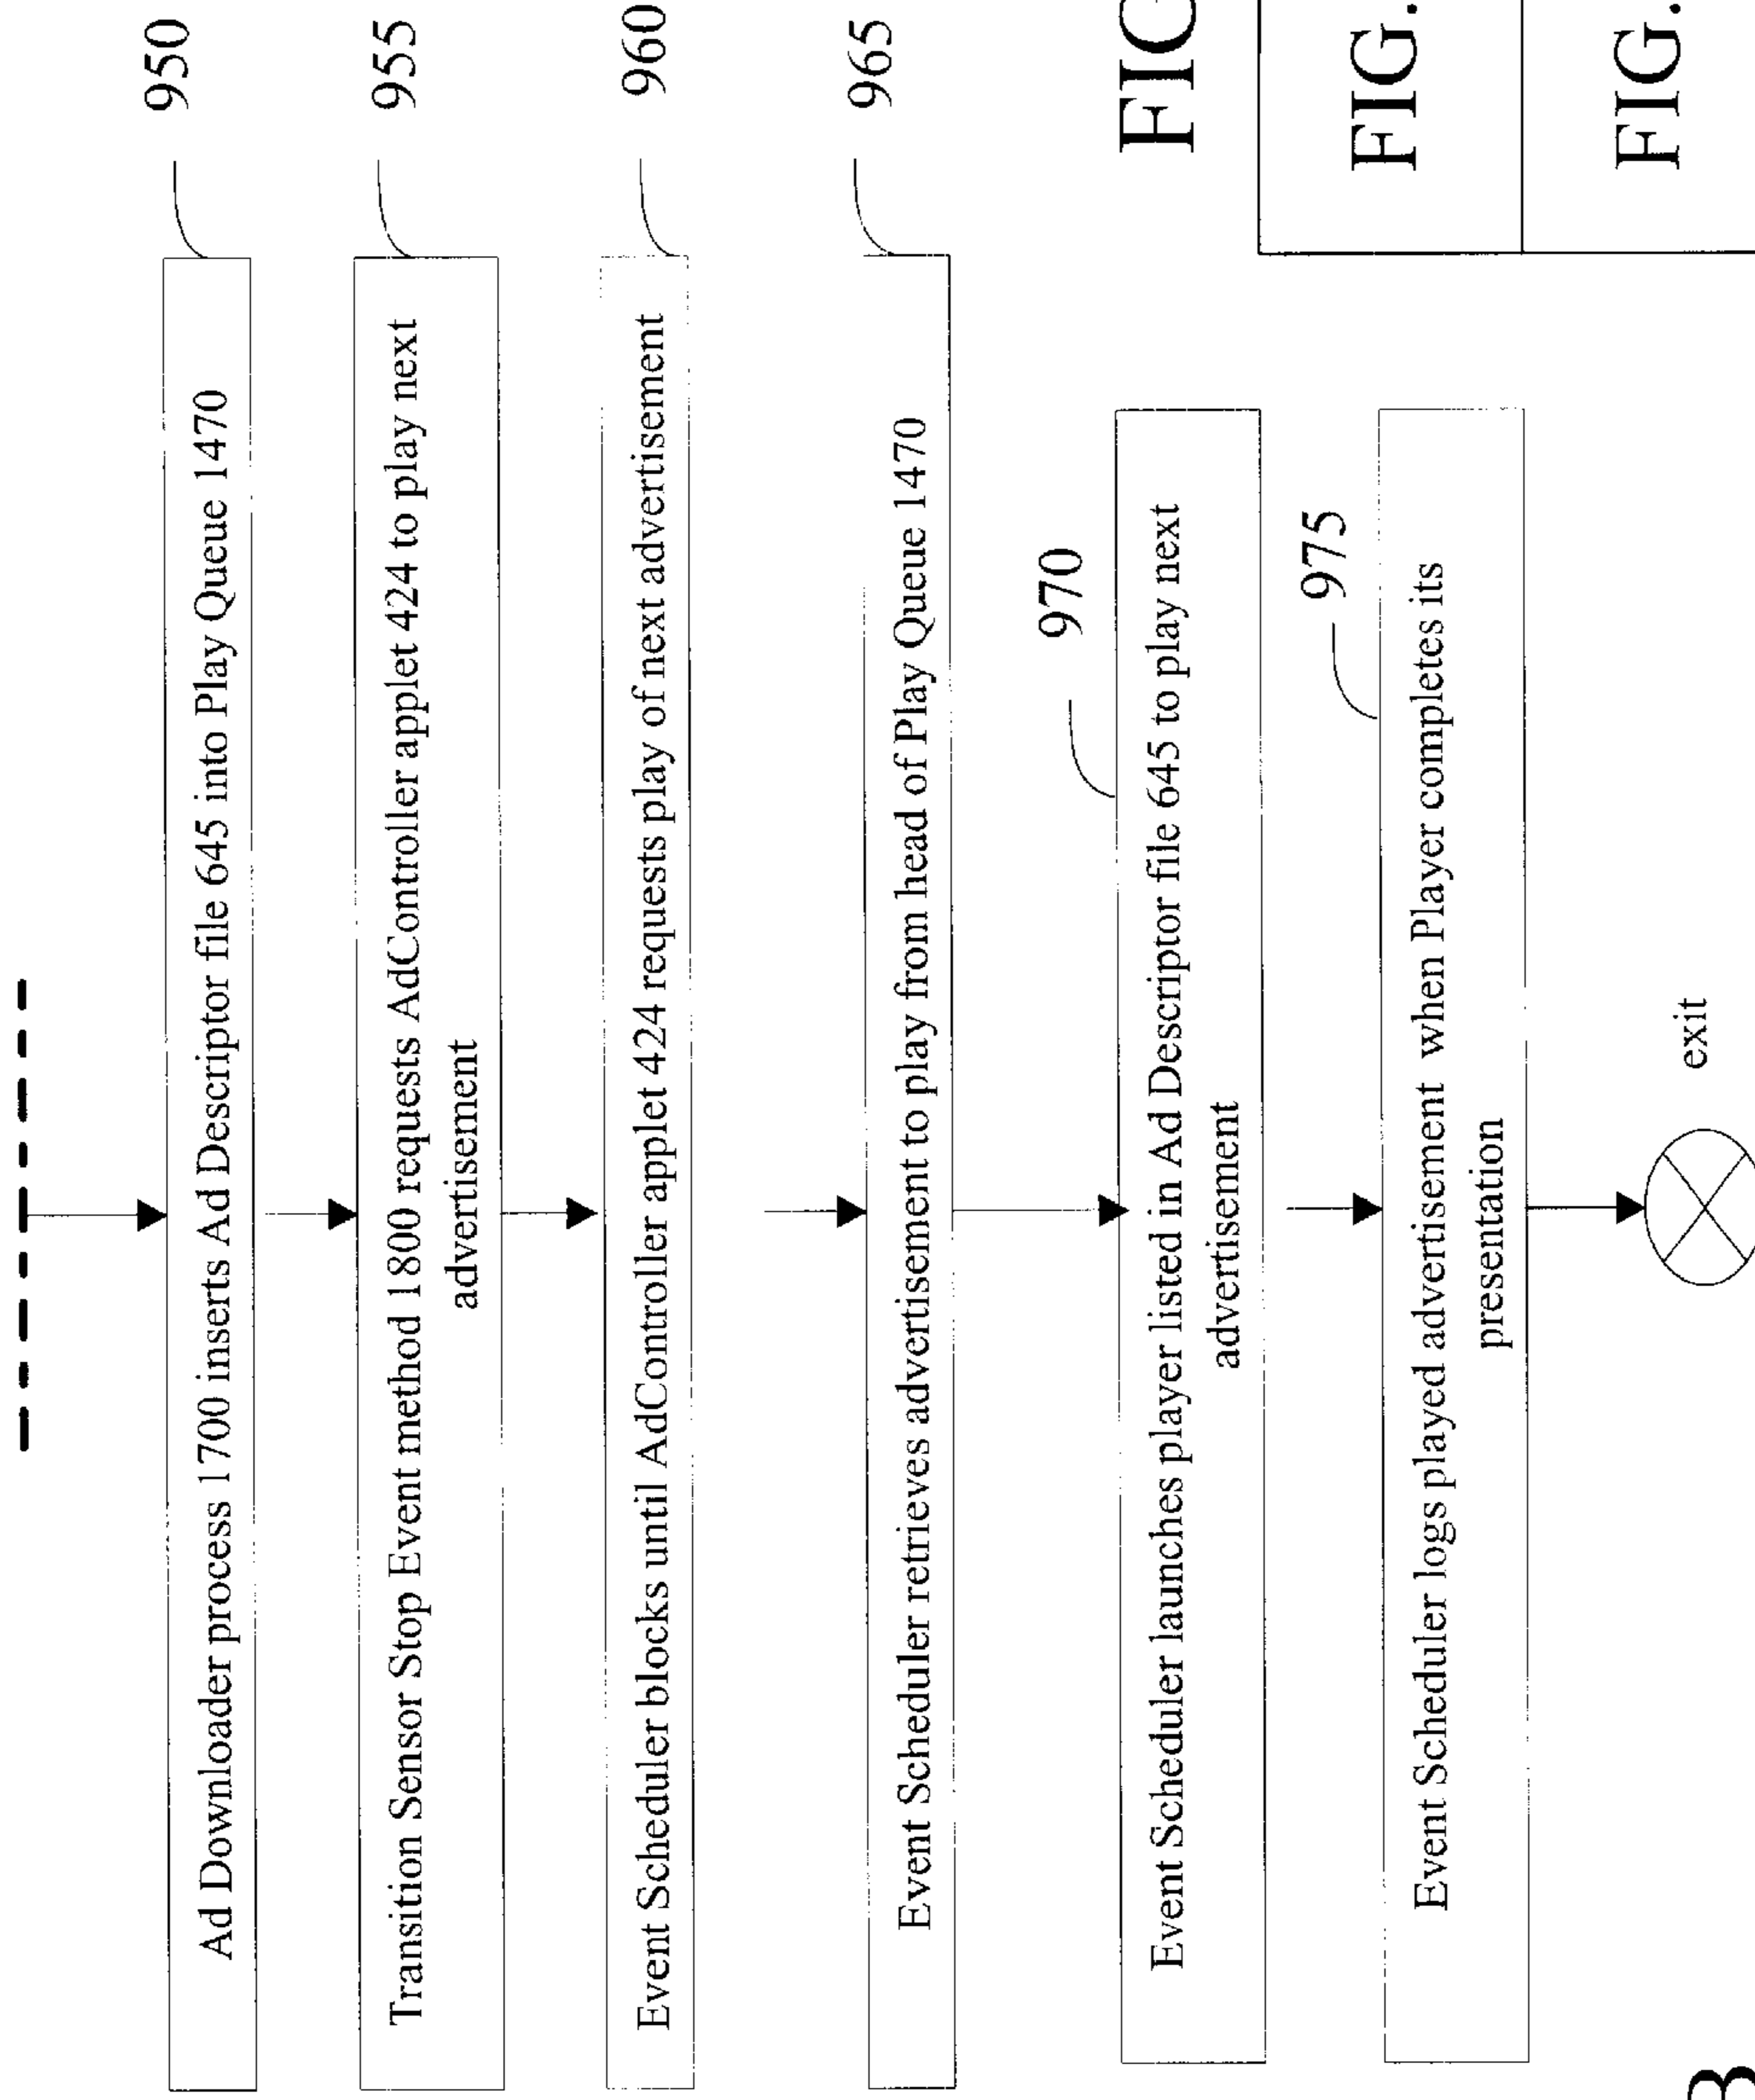 950
Ad Downloader process 1700 inserts Ad Descriptor file 645 into Play Queue 1470
955
Transition Sensor Stop Event method 1800 requests AdController applet 424 to play next
advertisement
960
Event Scheduler blocks until AdController applet 424 requests play of next advertisement
965
Event Scheduler retrieves advertisement to play from head of Play Queue 1470
970
Event Scheduler launches player listed in Ad Descriptor file 645 to play next
advertisement
975
Event Scheduler logs played advertisement when Player completes its
presentation
exit
FIG
FIG.
FIG.